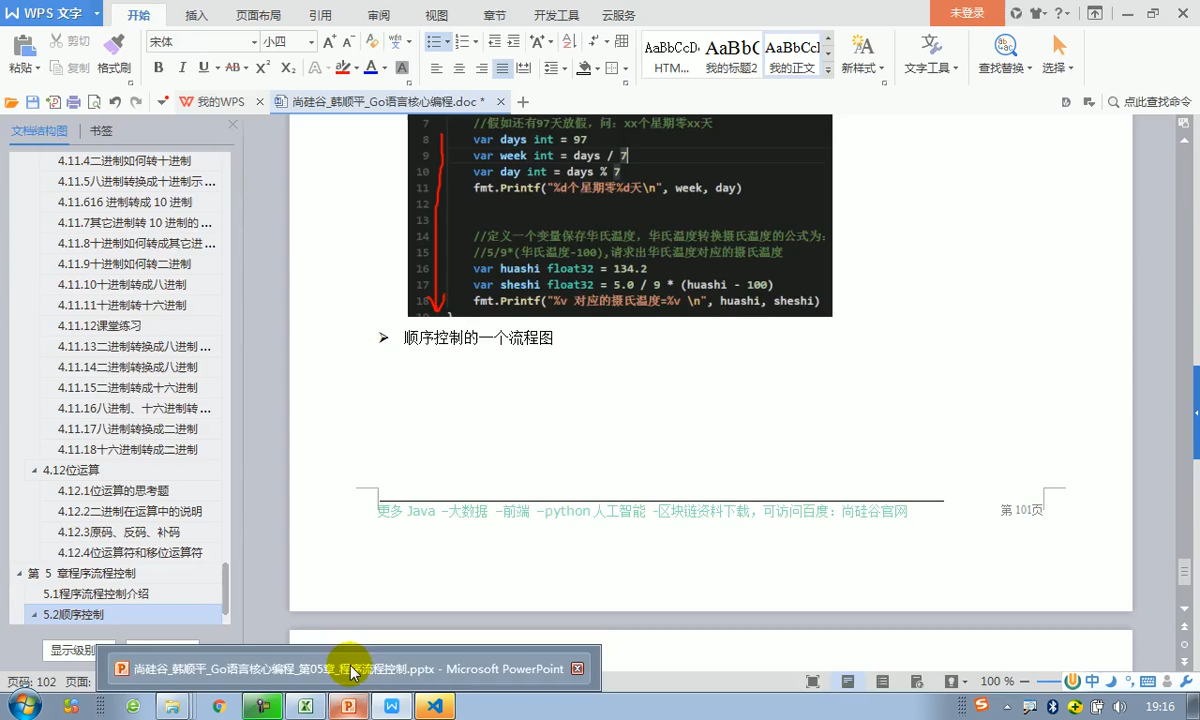 WPS 文字 开始 插入 页面布局 引用 审阅 视图 章节 开发工具 云服务 未登录
粘贴 剪切 复制 格式刷 宋体 小四 AaBbCcD AaBbC AaBbCcl HTM... 我的标题2 我的正文 新样式 文字工具 查找替换 选择
我的WPS 尚硅谷_韩顺平_Go语言核心编程.doc * 点此查找命令
文档结构图 书签
4.11.4二进制如何转十进制
4.11.5八进制转换成十进制示 ...
4.11.616 进制转成 10 进制
4.11.7其它进制转 10 进制的 ...
4.11.8十进制如何转成其它进 ...
4.11.9十进制如何转二进制
4.11.10十进制转成八进制
4.11.11十进制转十六进制
4.11.12课堂练习
4.11.13二进制转换成八进制 ...
4.11.14二进制转换成八进制
4.11.15二进制转成十六进制
4.11.16八进制、十六进制转 ...
4.11.17八进制转换成二进制
4.11.18十六进制转成二进制
4.12位运算
4.12.1位运算的思考题
4.12.2二进制在运算中的说明
4.12.3原码、反码、补码
4.12.4位运算符和移位运算符
第 5 章程序流程控制
5.1程序流程控制介绍
5.2顺序控制
显示级别
7 //假如还有97天放假，问：xx个星期零xx天
8 var days int = 97
9 var week int = days / 7
10 var day int = days % 7
11 fmt.Printf("%d个星期零%d天\n", week, day)
12
13
14 //定义一个变量保存华氏温度，华氏温度转换摄氏温度的公式为：
15 //5/9*(华氏温度-100),请求出华氏温度对应的摄氏温度
16 var huashi float32 = 134.2
17 var sheshi float32 = 5.0 / 9 * (huashi - 100)
18 fmt.Printf("%v 对应的摄氏温度=%v \n", huashi, sheshi)
➢ 顺序控制的一个流程图
更多 Java –大数据 –前端 –python 人工智能 -区块链资料下载，可访问百度：尚硅谷官网
第 101页
尚硅谷_韩顺平_Go语言核心编程_第05章_程序流程控制.pptx - Microsoft PowerPoint
页码: 102 页面: 100 %
19:16